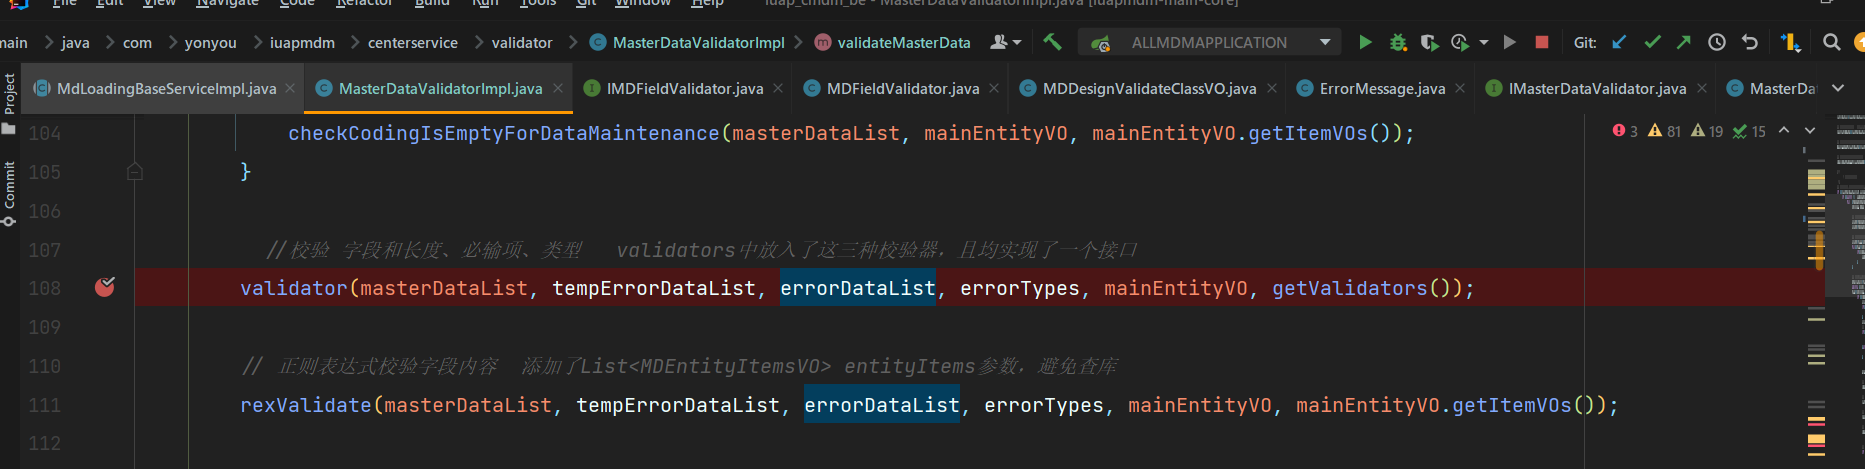 File Edit View Navigate Code Refactor Build Run Tools Git Window Help iuap_cmdm_be - MasterDataValidatorImpl.java [iuapmdm-main-core]
main java com yonyou iuapmdm centerservice validator MasterDataValidatorImpl validateMasterData ALLMDMAPPLICATION Git:
MdLoadingBaseServiceImpl.java MasterDataValidatorImpl.java IMDFieldValidator.java MDFieldValidator.java MDDesignValidateClassVO.java ErrorMessage.java IMasterDataValidator.java MasterDa
Project
Commit
3 81 19 15
104 checkCodingIsEmptyForDataMaintenance(masterDataList, mainEntityVO, mainEntityVO.getItemVOs());
105 }
106
107 //校验 字段和长度、必输项、类型 validators中放入了这三种校验器，且均实现了一个接口
108 validator(masterDataList, tempErrorDataList, errorDataList, errorTypes, mainEntityVO, getValidators());
109
110 // 正则表达式校验字段内容 添加了List<MDEntityItemsVO> entityItems参数，避免查库
111 rexValidate(masterDataList, tempErrorDataList, errorDataList, errorTypes, mainEntityVO, mainEntityVO.getItemVOs());
112